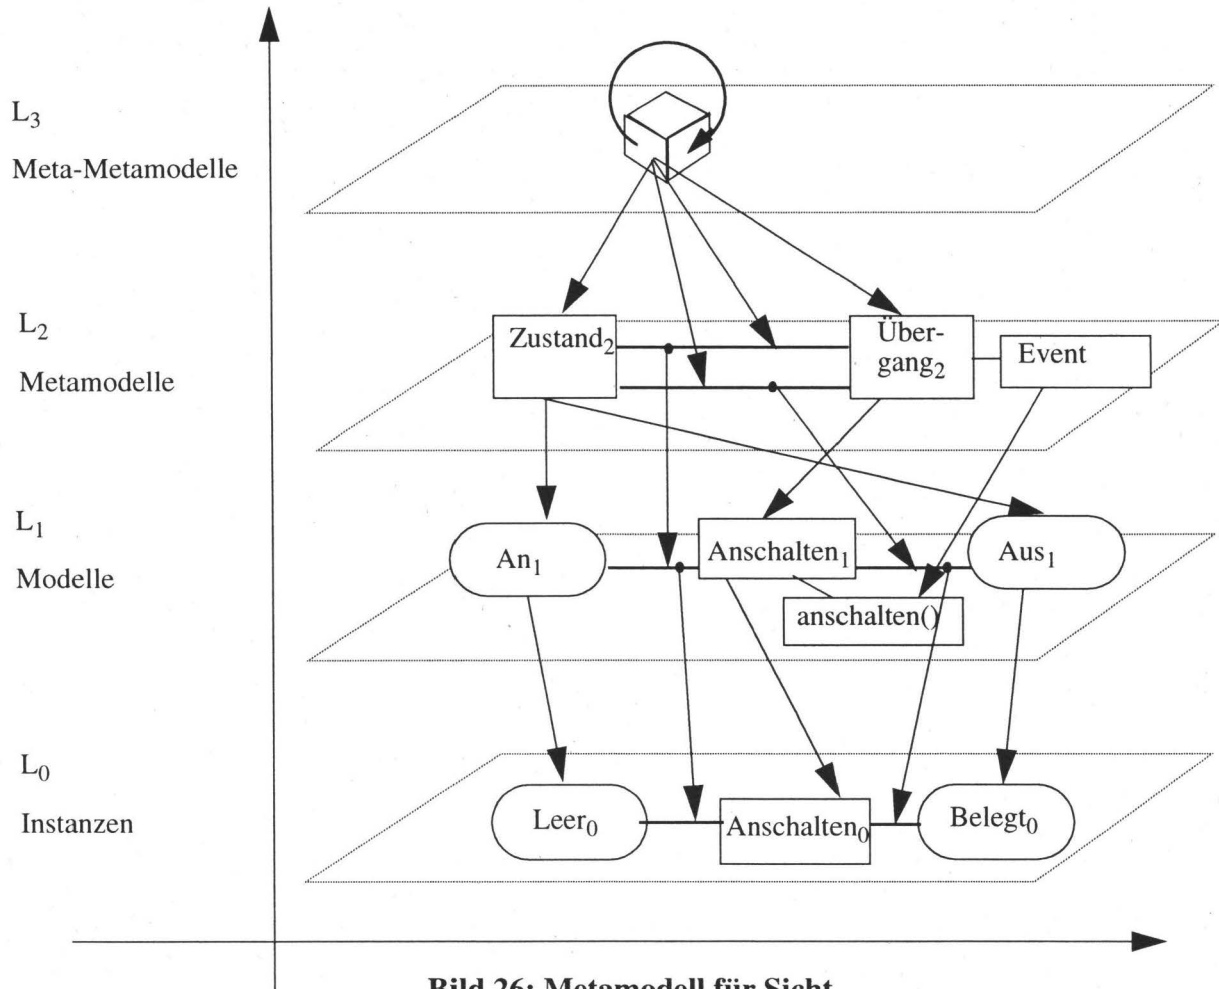 L3
Meta-Metamodelle
L2
Metamodelle
Zustand2
Über-
gang2
Event
L1
Modelle
An1
Anschalten1
Aus1
anschalten()
L0
Instanzen
Leer0
Anschalten0
Belegt0
Bild 26: Metamodell für Sicht